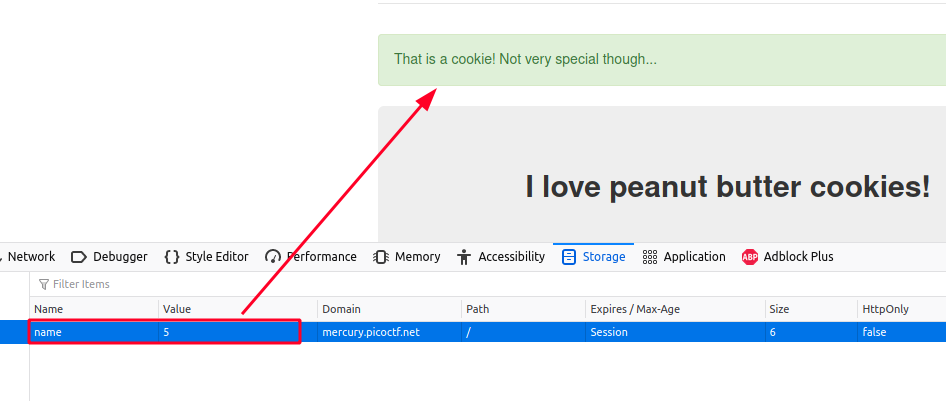 That is a cookie! Not very special though...
I love peanut butter cookies!
Network Debugger Style Editor Performance Memory Accessibility Storage Application ABP Adblock Plus
Filter Items
Name Value Domain Path Expires / Max-Age Size HttpOnly
name 5 mercury.picoctf.net / Session 6 false